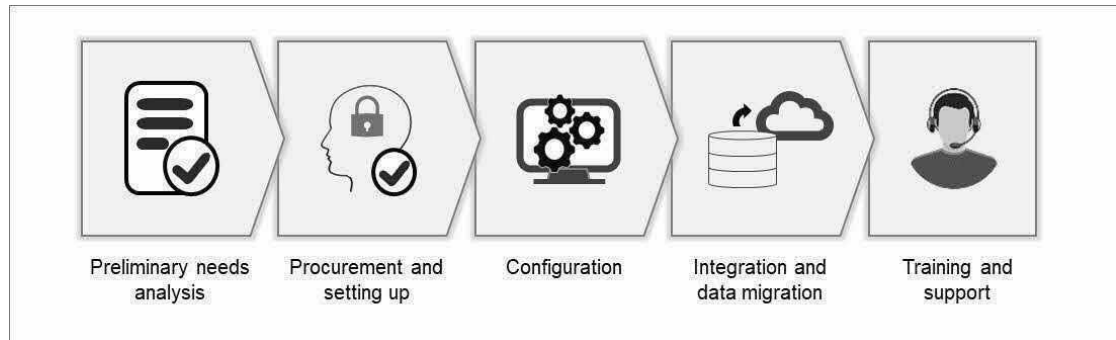 Preliminary needs
analysis
Procurement and
setting up
Configuration
Integration and
data migration
Training and
support